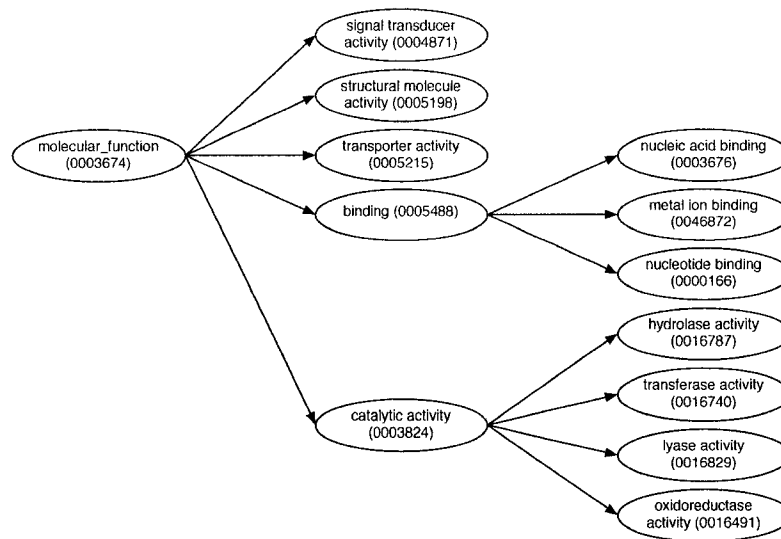 signal transducer
activity (0004871)
structural molecule
activity (0005198)
molecular_function
(0003674)
transporter activity
(0005215)
nucleic acid binding
(0003676)
binding (0005488)
metal ion binding
(0046872)
nucleotide binding
(0000166)
hydrolase activity
(0016787)
transferase activity
(0016740)
catalytic activity
(0003824)
lyase activity
(0016829)
oxidoreductase
activity (0016491)